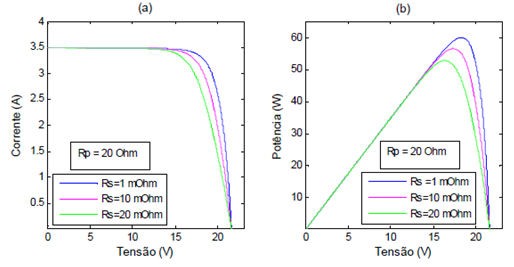 (a)
Corrente (A)
4
3.5
3
2.5
2
1.5
1
0.5
Rp = 20 Ohm
Rs=1 mOhm
Rs=10 mOhm
Rs=20 mOhm
0
5
10
15
20
Tensão (V)
(b)
Potência (W)
60
50
40
30
20
10
Rp = 20 Ohm
Rs =1 mOhm
Rs=10 mOhm
Rs=20 mOhm
0
5
10
15
20
Tensão (V)